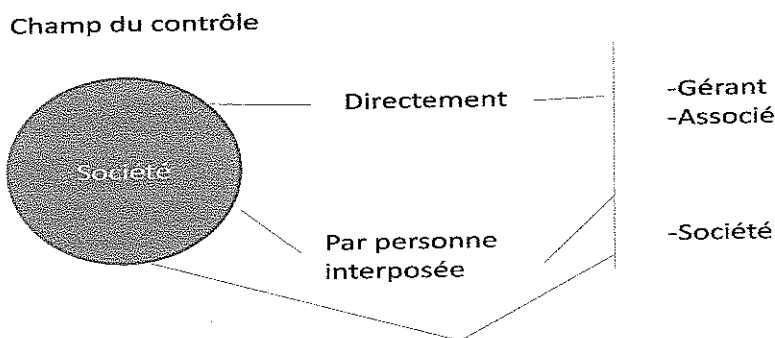 Champ du contrôle
Directement
-Gérant
-Associé
Société
Par personne
interposée
-Société